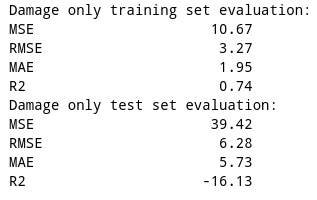 Damage only training set evaluation:
MSE 10.67
RMSE 3.27
MAE 1.95
R2 0.74
Damage only test set evaluation:
MSE 39.42
RMSE 6.28
MAE 5.73
R2 -16.13